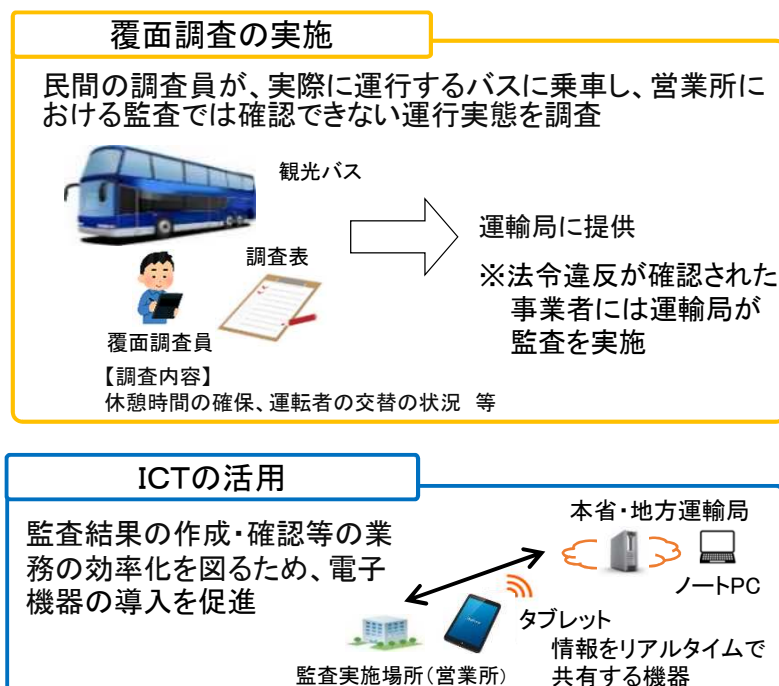 覆面調査の実施
民間の調査員が、実際に運行するバスに乗車し、営業所に
おける監査では確認できない運行実態を調査
観光バス
調査表
覆面調査員
運輸局に提供
※法令違反が確認された
事業者には運輸局が
監査を実施
【調査内容】
休憩時間の確保、運転者の交替の状況 等
ICTの活用
監査結果の作成・確認等の業
務の効率化を図るため、電子
機器の導入を促進
本省・地方運輸局
ノートPC
タブレット
情報をリアルタイムで
共有する機器
監査実施場所(営業所)